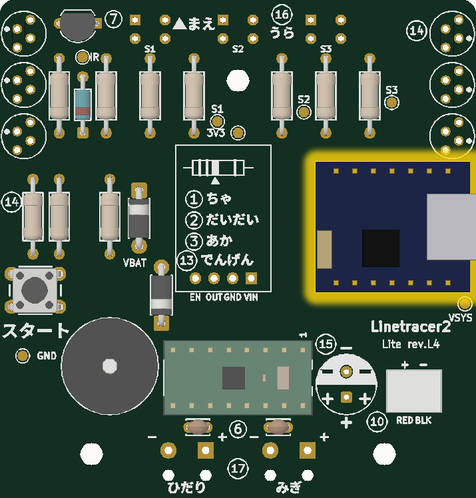 ⑦
▲まえ
⑯
うら
⑭
IR
S1
S2
S3
S1
S2
S3
3V3
① ちゃ
② だいだい
③ あか
⑬ でんげん
EN OUT GND VIN
⑭
VBAT
VSYS
スタート
GND
Linetracer2
Lite rev.L4
1
⑮
−
+ +
+
− +
RED BLK
⑩
− + ⑥ − +
⑰
ひだり
みぎ